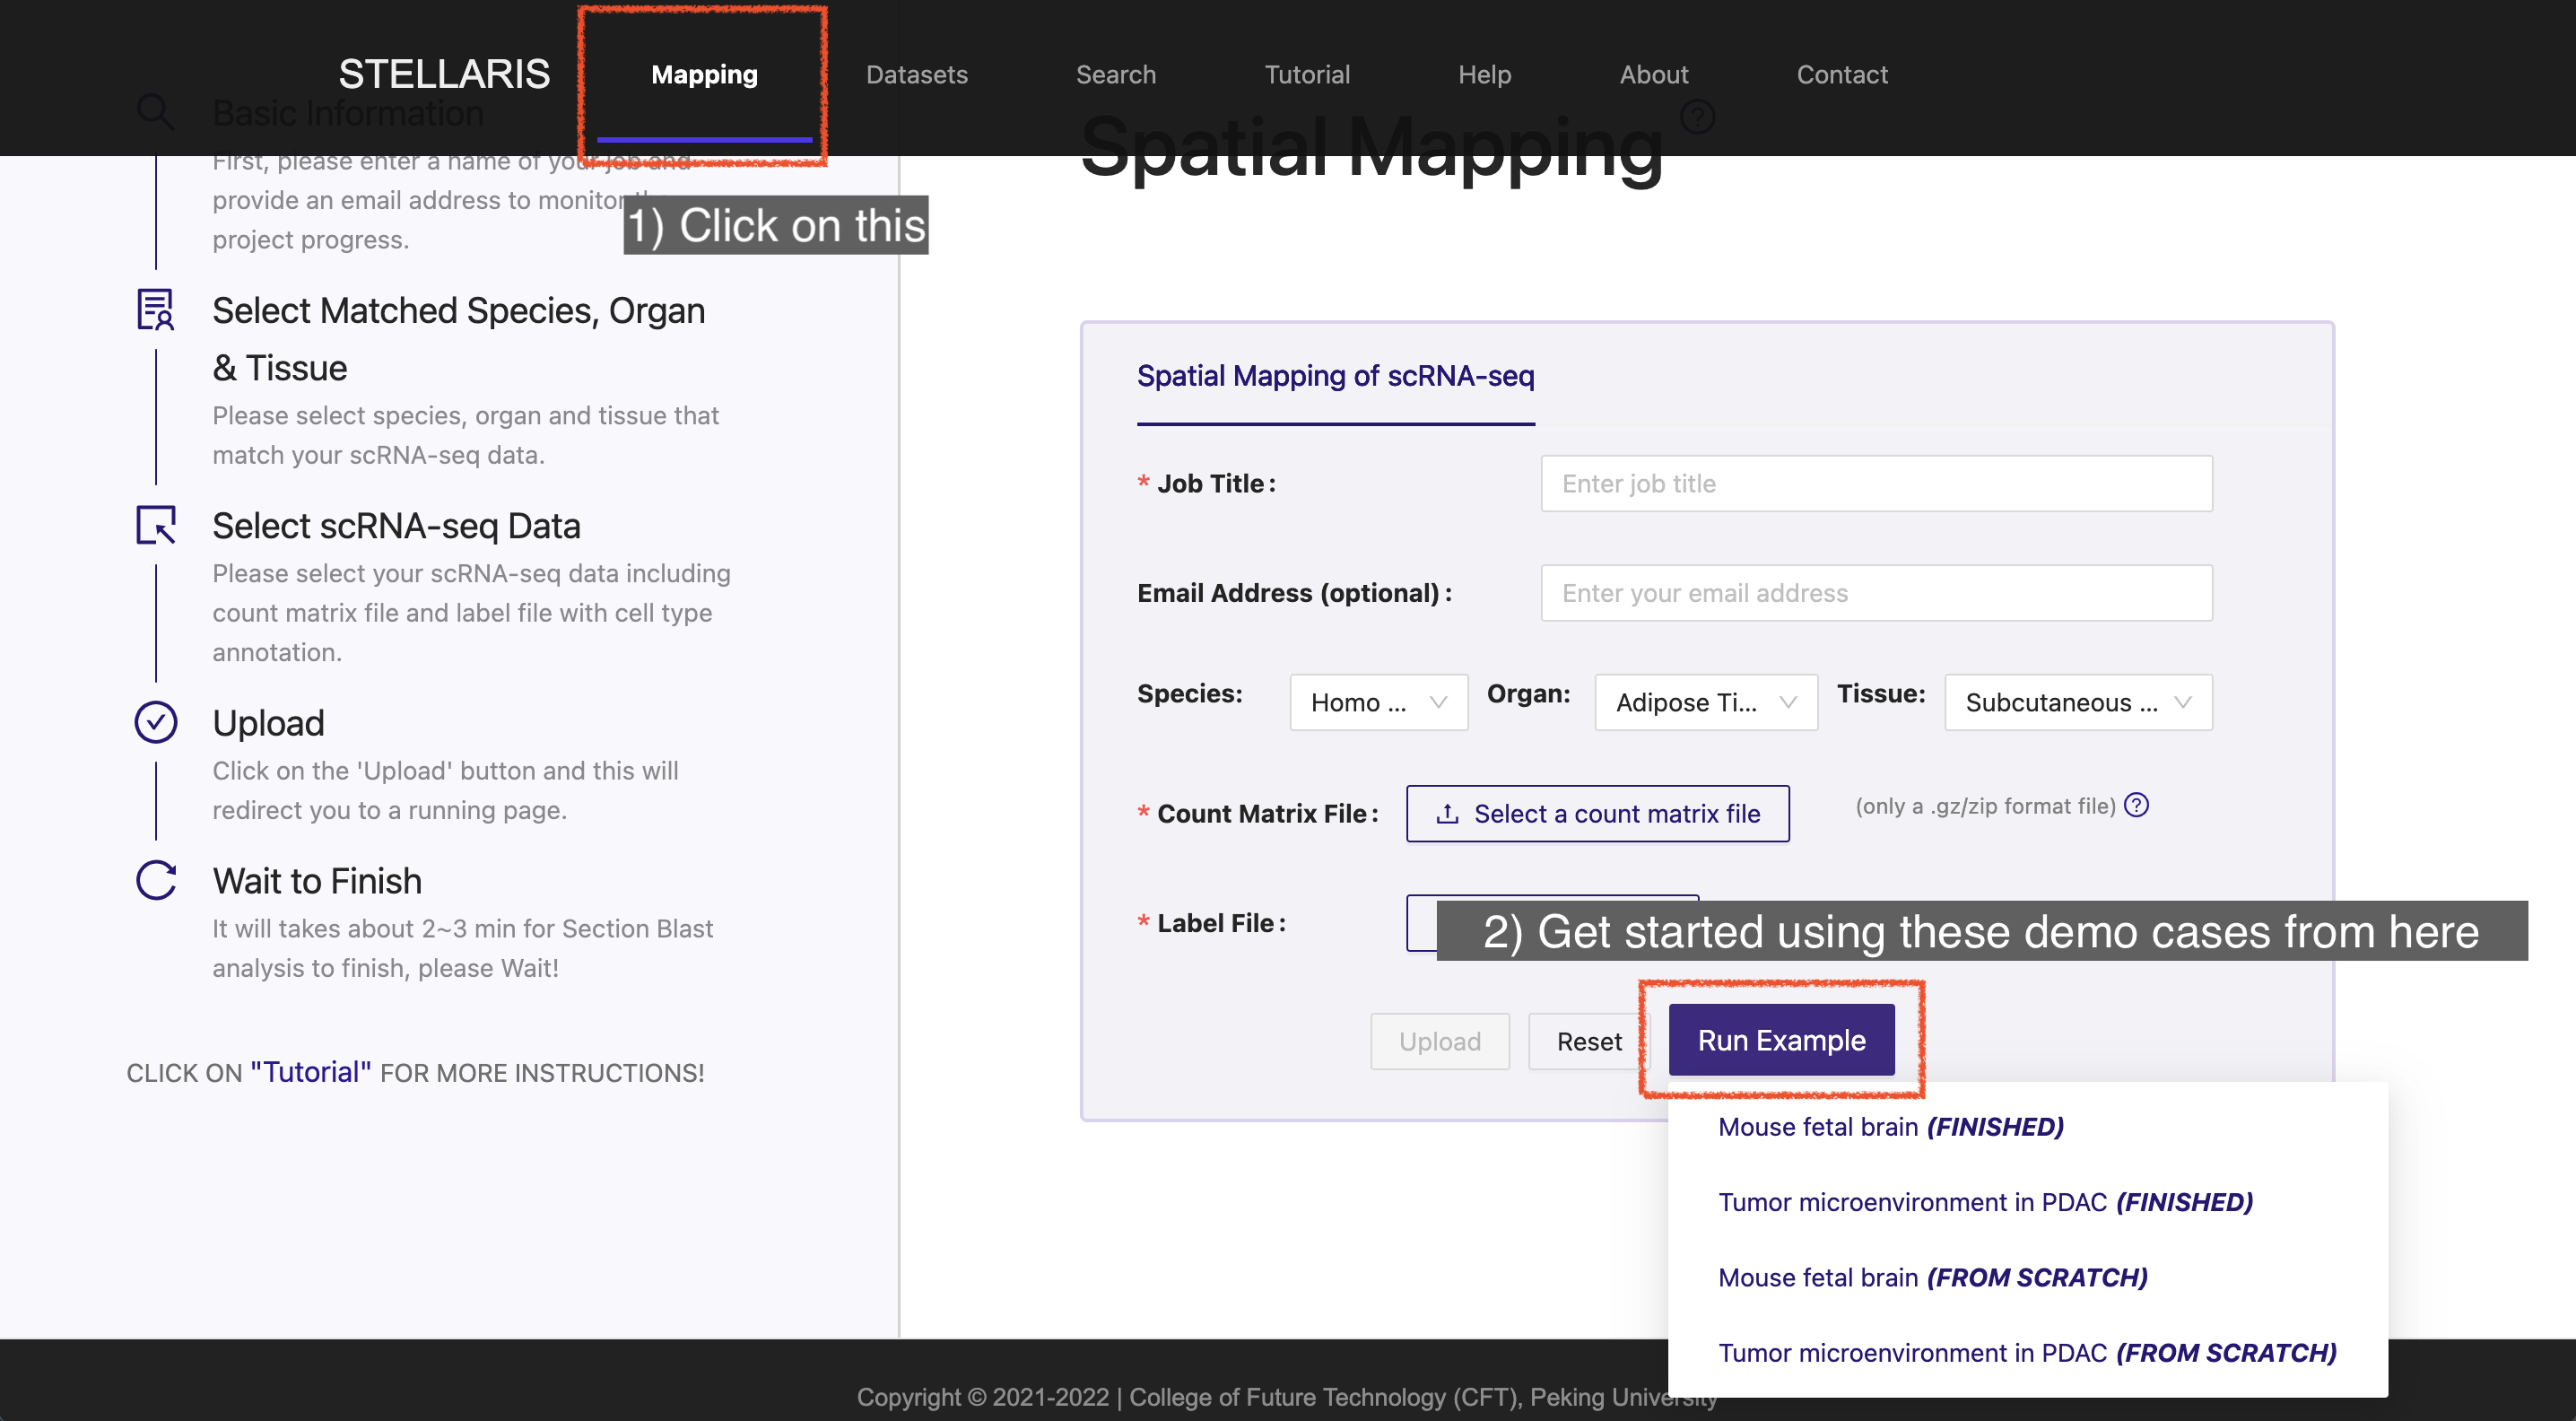 STELLARIS
Mapping
Datasets
Search
Tutorial
Help
About
Contact
Basic Information
First, please enter a name of your job and
provide an email address to monitor the
project progress.
1) Click on this
Select Matched Species, Organ
& Tissue
Please select species, organ and tissue that
match your scRNA-seq data.
Select scRNA-seq Data
Please select your scRNA-seq data including
count matrix file and label file with cell type
annotation.
Upload
Click on the 'Upload' button and this will
redirect you to a running page.
Wait to Finish
It will takes about 2~3 min for Section Blast
analysis to finish, please Wait!
CLICK ON "Tutorial" FOR MORE INSTRUCTIONS!
Spatial Mapping
Spatial Mapping of scRNA-seq
* Job Title :
Enter job title
Email Address (optional) :
Enter your email address
Species: Homo ... Organ: Adipose Ti... Tissue: Subcutaneous ...
* Count Matrix File : Select a count matrix file (only a .gz/zip format file)
* Label File :
2) Get started using these demo cases from here
Upload
Reset
Run Example
Mouse fetal brain (FINISHED)
Tumor microenvironment in PDAC (FINISHED)
Mouse fetal brain (FROM SCRATCH)
Tumor microenvironment in PDAC (FROM SCRATCH)
Copyright © 2021-2022 | College of Future Technology (CFT), Peking University